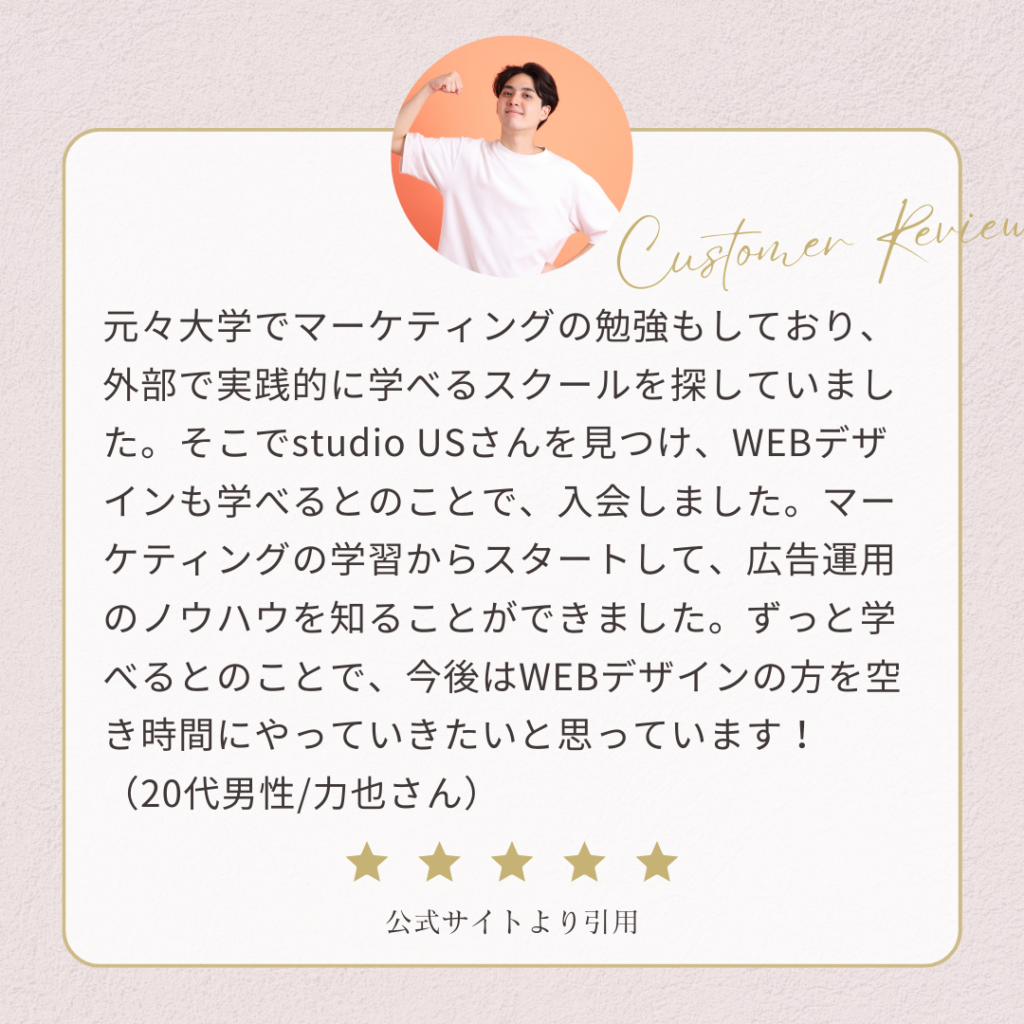 Customer Review
元々大学でマーケティングの勉強もしており、
外部で実践的に学べるスクールを探していまし
た。そこでstudio USさんを見つけ、WEBデザ
インも学べるとのことで、入会しました。マー
ケティングの学習からスタートして、広告運用
のノウハウを知ることができました。ずっと学
べるとのことで、今後はWEBデザインの方を空
き時間にやっていきたいと思っています！
（20代男性/力也さん）
公式サイトより引用